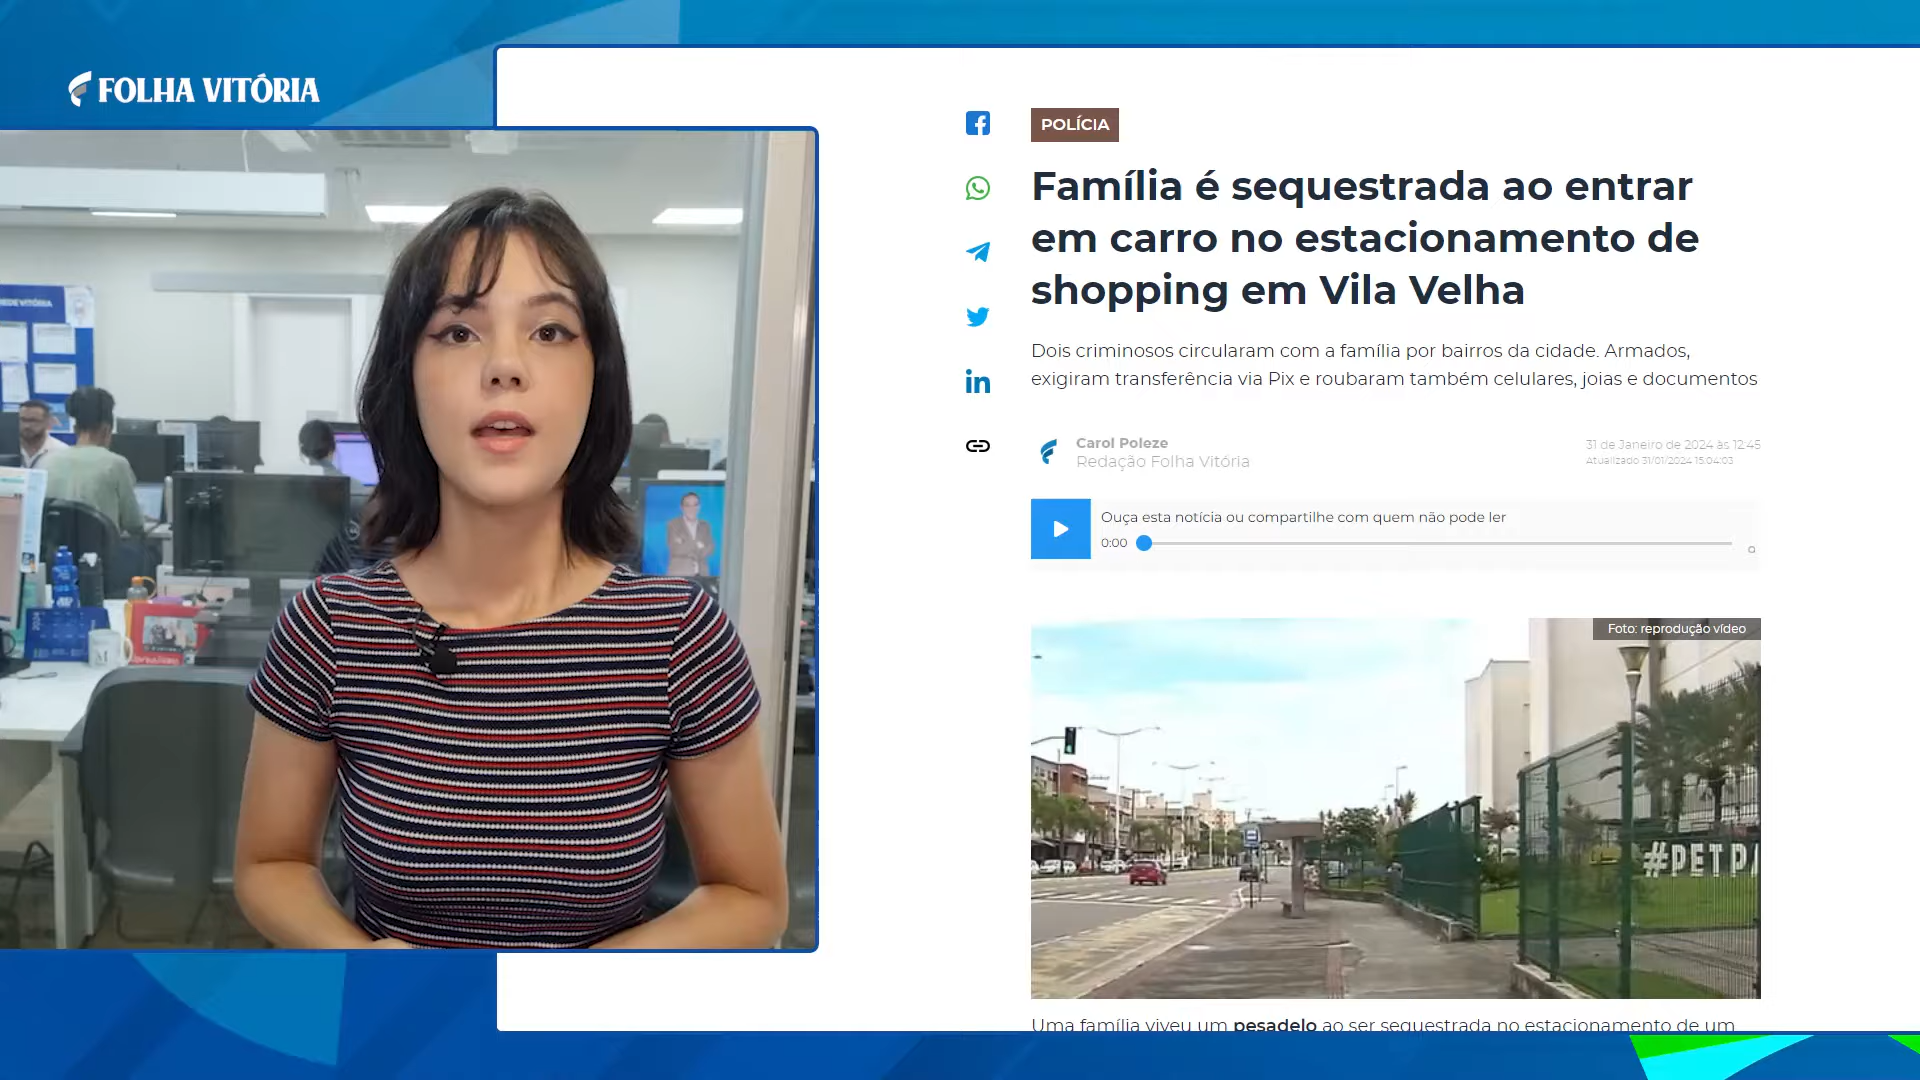 FOLHA VITÓRIA
REDE VITÓRIA
POLÍCIA
Família é sequestrada ao entrar
em carro no estacionamento de
shopping em Vila Velha
Dois criminosos circularam com a família por bairros da cidade. Armados,
exigiram transferência via Pix e roubaram também celulares, joias e documentos
Carol Poleze
Redação Folha Vitória
31 de Janeiro de 2024 às 12:45
Atualizado 31/01/2024 15:04:03
Ouça esta notícia ou compartilhe com quem não pode ler
0:00
Foto: reprodução vídeo
#PETPA
Uma família viveu um pesadelo ao ser sequestrada no estacionamento de um